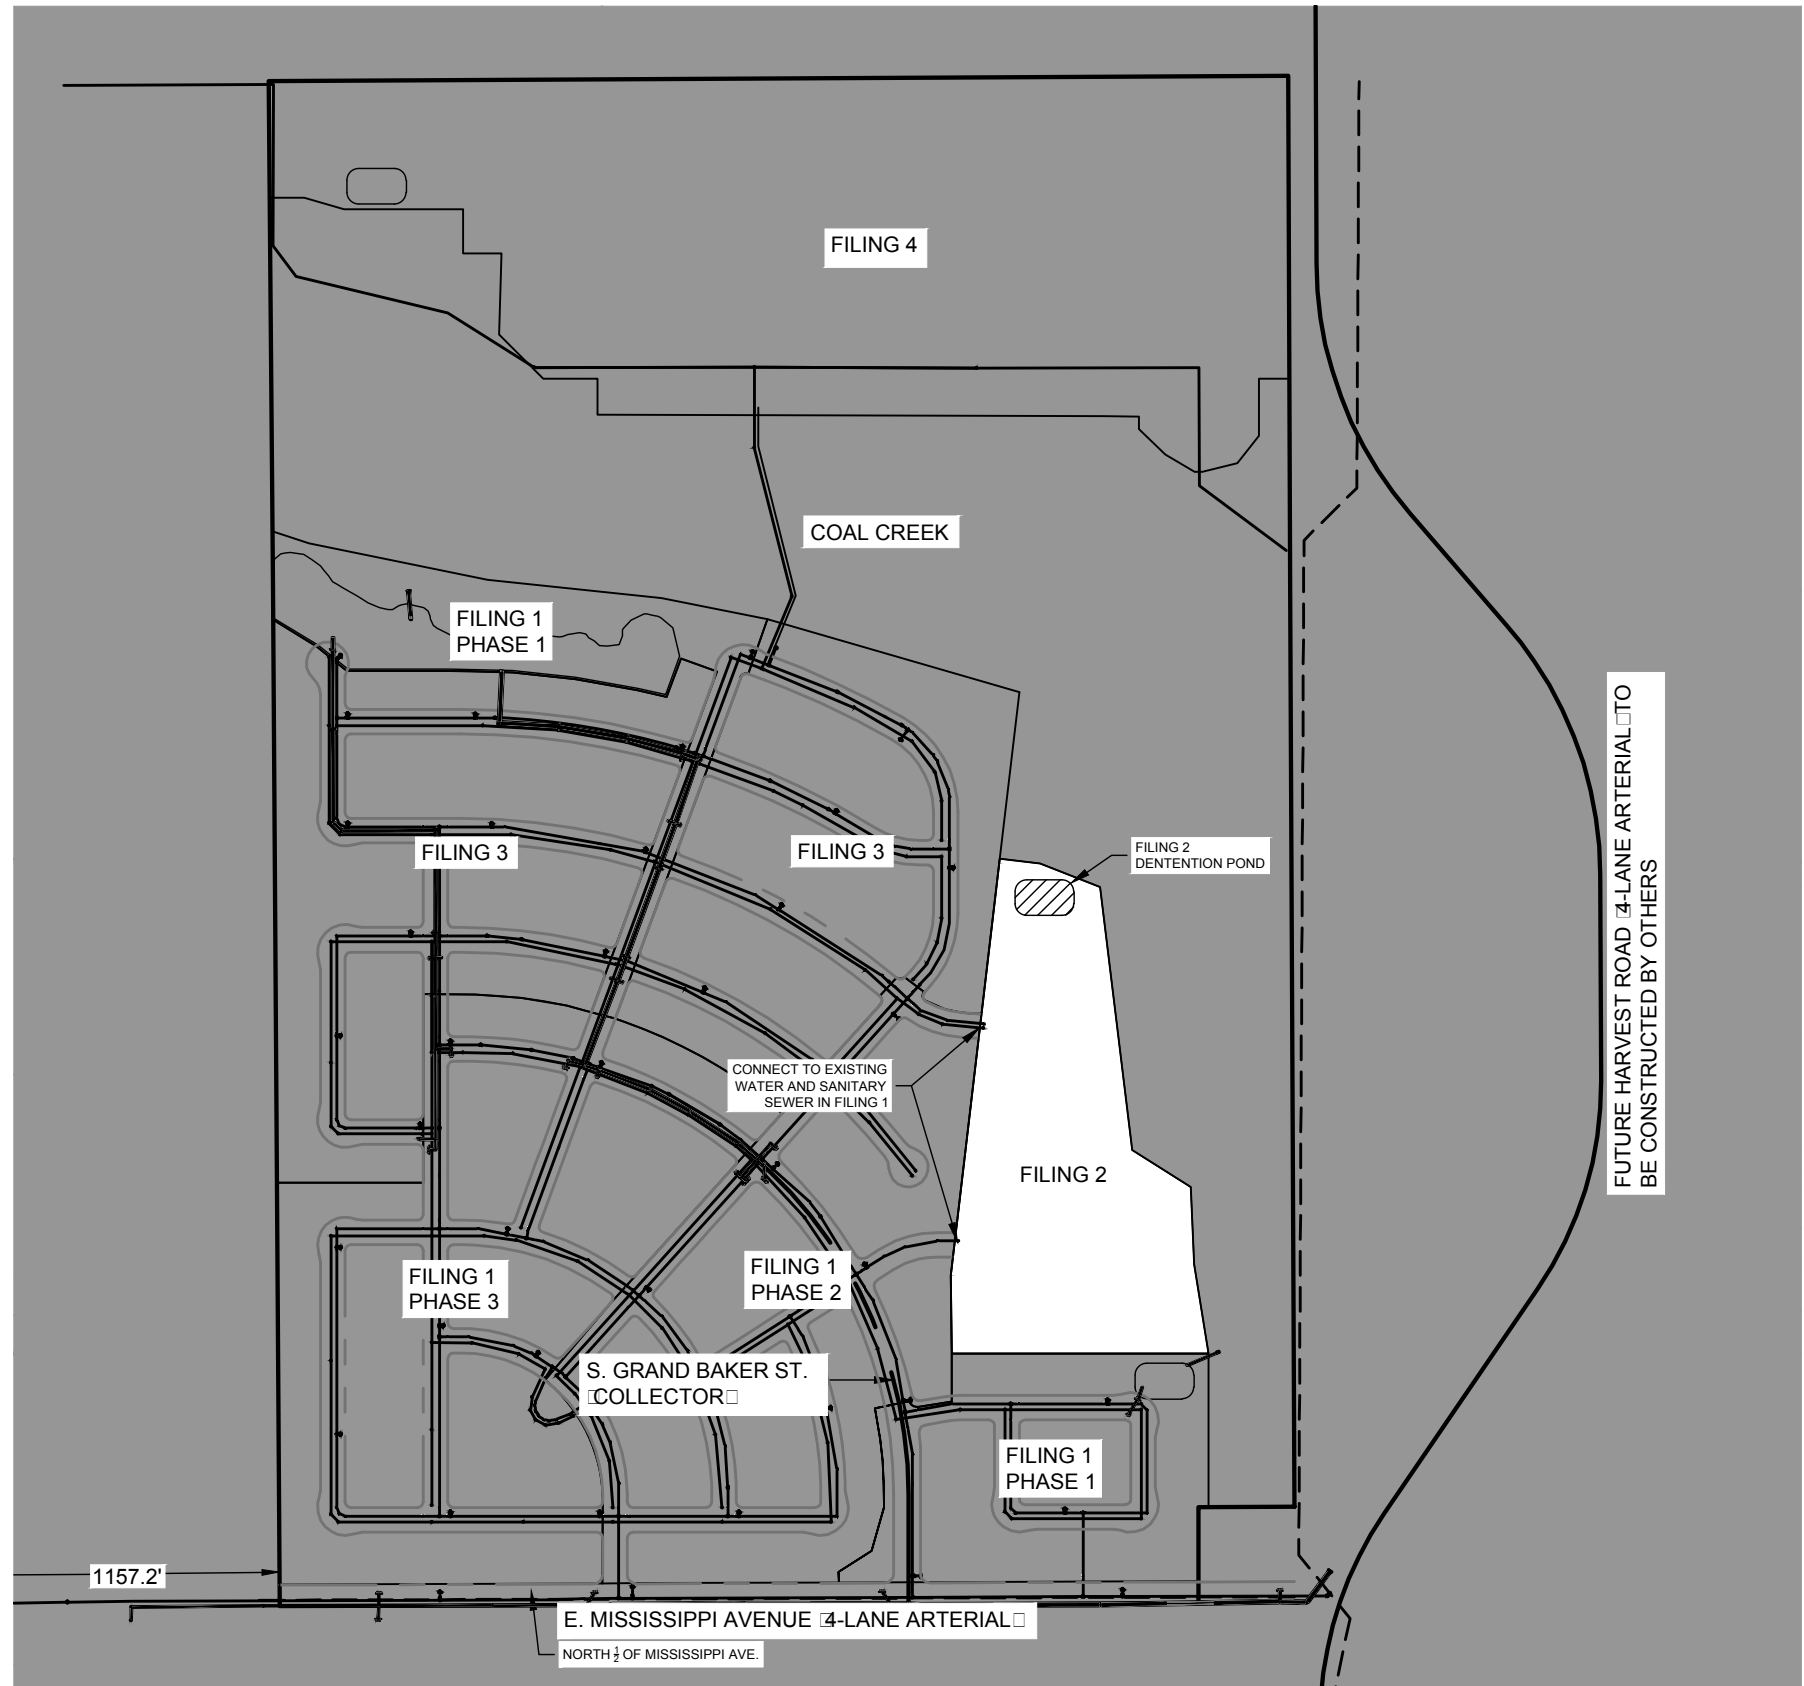 FILING 4
COAL CREEK
FILING 1
PHASE 1
FILING 3
FILING 3
FILING 2
DENTENTION POND
FUTURE HARVEST ROAD □4-LANE ARTERIAL□TO
BE CONSTRUCTED BY OTHERS
CONNECT TO EXISTING
WATER AND SANITARY
SEWER IN FILING 1
FILING 2
FILING 1
PHASE 3
FILING 1
PHASE 2
S. GRAND BAKER ST.
□COLLECTOR□
FILING 1
PHASE 1
1157.2'
E. MISSISSIPPI AVENUE □4-LANE ARTERIAL□
NORTH ½ OF MISSISSIPPI AVE.